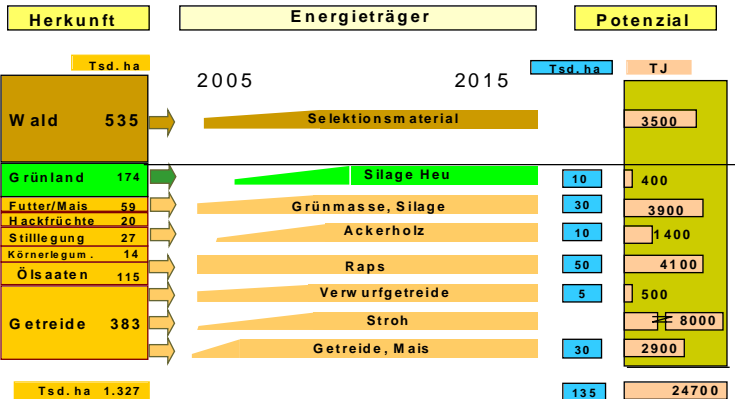 Herkunft Energieträger Potenzial
Tsd. ha Tsd. ha TJ
2005 2015
Wald 535 Selektionsmaterial 3500
Grünland 174 Silage Heu 10 400
Futter/Mais 59 Grünmasse, Silage 30 3900
Hackfrüchte 20
Stilllegung 27 Ackerholz 10 1400
Körnerlegum. 14
Ölsaaten 115 Raps 50 4100
Verwurfgetreide 5 500
Getreide 383 Stroh 8000
Getreide, Mais 30 2900
Tsd. ha 1.327 135 24700